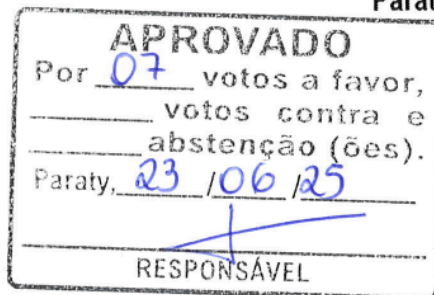 Parat
APROVADO
Por 07 votos a favor,
votos contra e
abstenção (ões).
Paraty, 23 /06 /25
RESPONSÁVEL